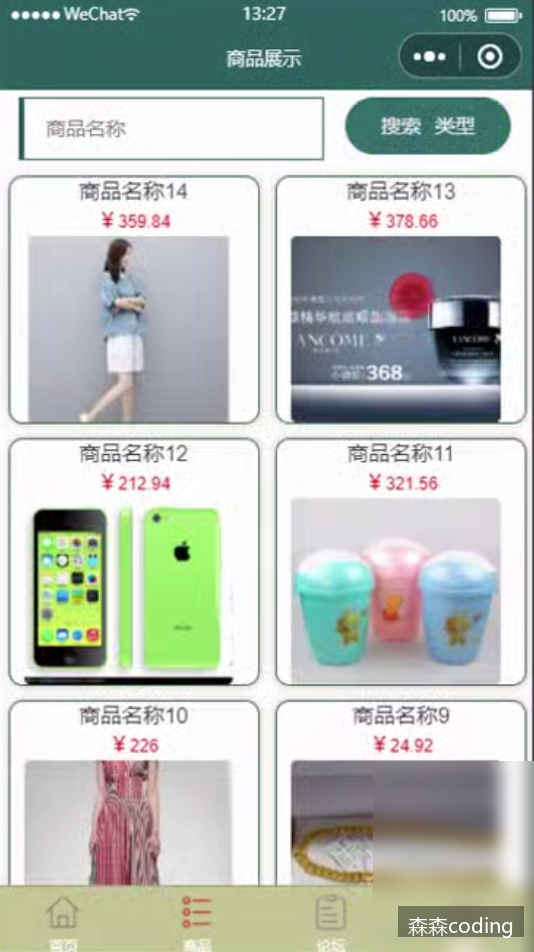 WeChat 13:27 100%
商品展示
商品名称
搜索 类型
商品名称14
￥359.84
商品名称13
￥378.66
ANCOME
368
商品名称12
￥212.94
商品名称11
￥321.56
商品名称10
￥226
商品名称9
￥24.92
首页
商品
论坛
森森coding